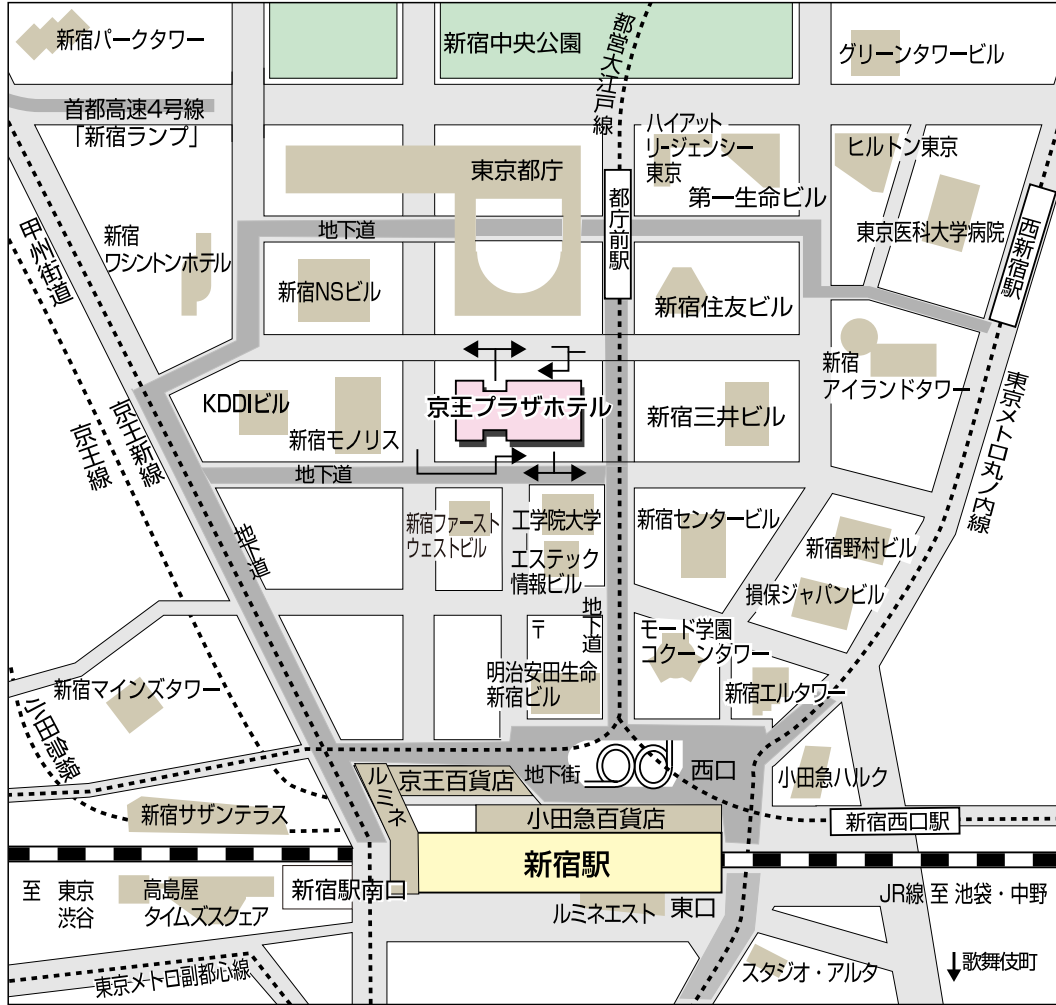 新宿パークタワー
新宿中央公園
都営大江戸線
グリーンタワービル
首都高速4号線
「新宿ランプ」
ハイアット
リージェンシー
東京
ヒルトン東京
東京都庁
第一生命ビル
都庁前駅
東京医科大学病院
西新宿駅
甲州街道
新宿
ワシントンホテル
地下道
新宿NSビル
新宿住友ビル
新宿
アイランドタワー
東京メトロ丸ノ内線
KDDIビル
新宿モノリス
京王プラザホテル
新宿三井ビル
京王新線
京王線
地下道
地下道
新宿ファースト
ウェストビル
工学院大学
エステック
情報ビル
新宿センタービル
新宿野村ビル
損保ジャパンビル
地下道
〒
モード学園
コクーンタワー
明治安田生命
新宿ビル
新宿エルタワー
新宿マインズタワー
小田急線
ルミネ
京王百貨店
地下街
西口
小田急ハルク
新宿サザンテラス
小田急百貨店
新宿西口駅
新宿駅
至 東京
渋谷
高島屋
タイムズスクェア
新宿駅南口
ルミネエスト
東口
JR線 至 池袋・中野
東京メトロ副都心線
スタジオ・アルタ
歌舞伎町